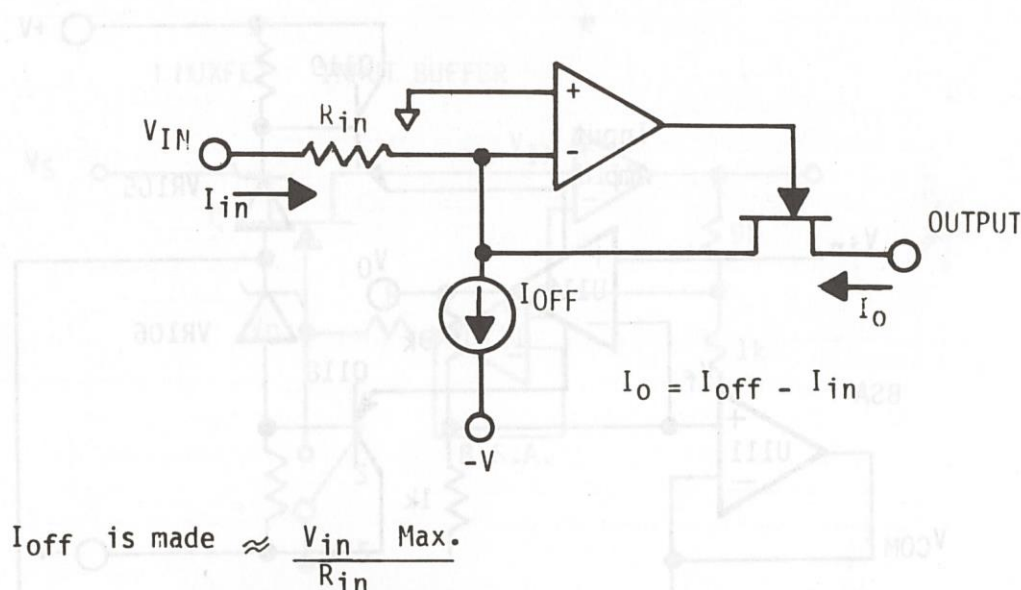 R_in
V_IN
I_in
+
-
OUTPUT
I_OFF
I_o
I_o = I_off - I_in
-V
I_off is made ≈ V_in Max.
R_in